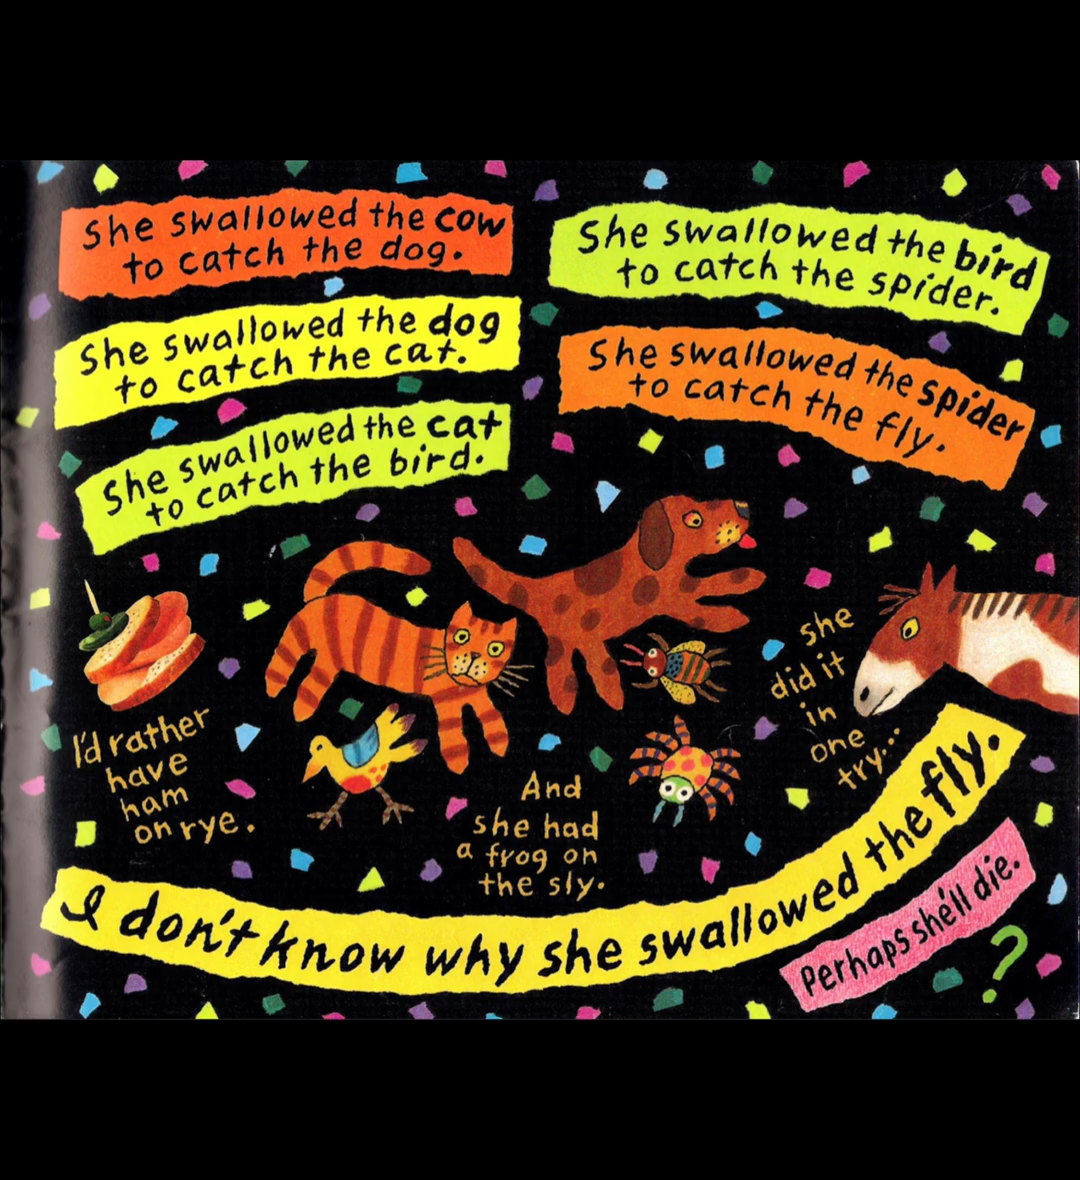 She swallowed the cow
to catch the dog.
She swallowed the dog
to catch the cat.
She swallowed the cat
to catch the bird.
She swallowed the bird
to catch the spider.
She swallowed the spider
to catch the fly.
I'd rather
have
ham
on rye.
And
she had
a frog on
the sly.
she
did it
in
one
try...
I don't know why she swallowed the fly.
Perhaps she'll die.
?